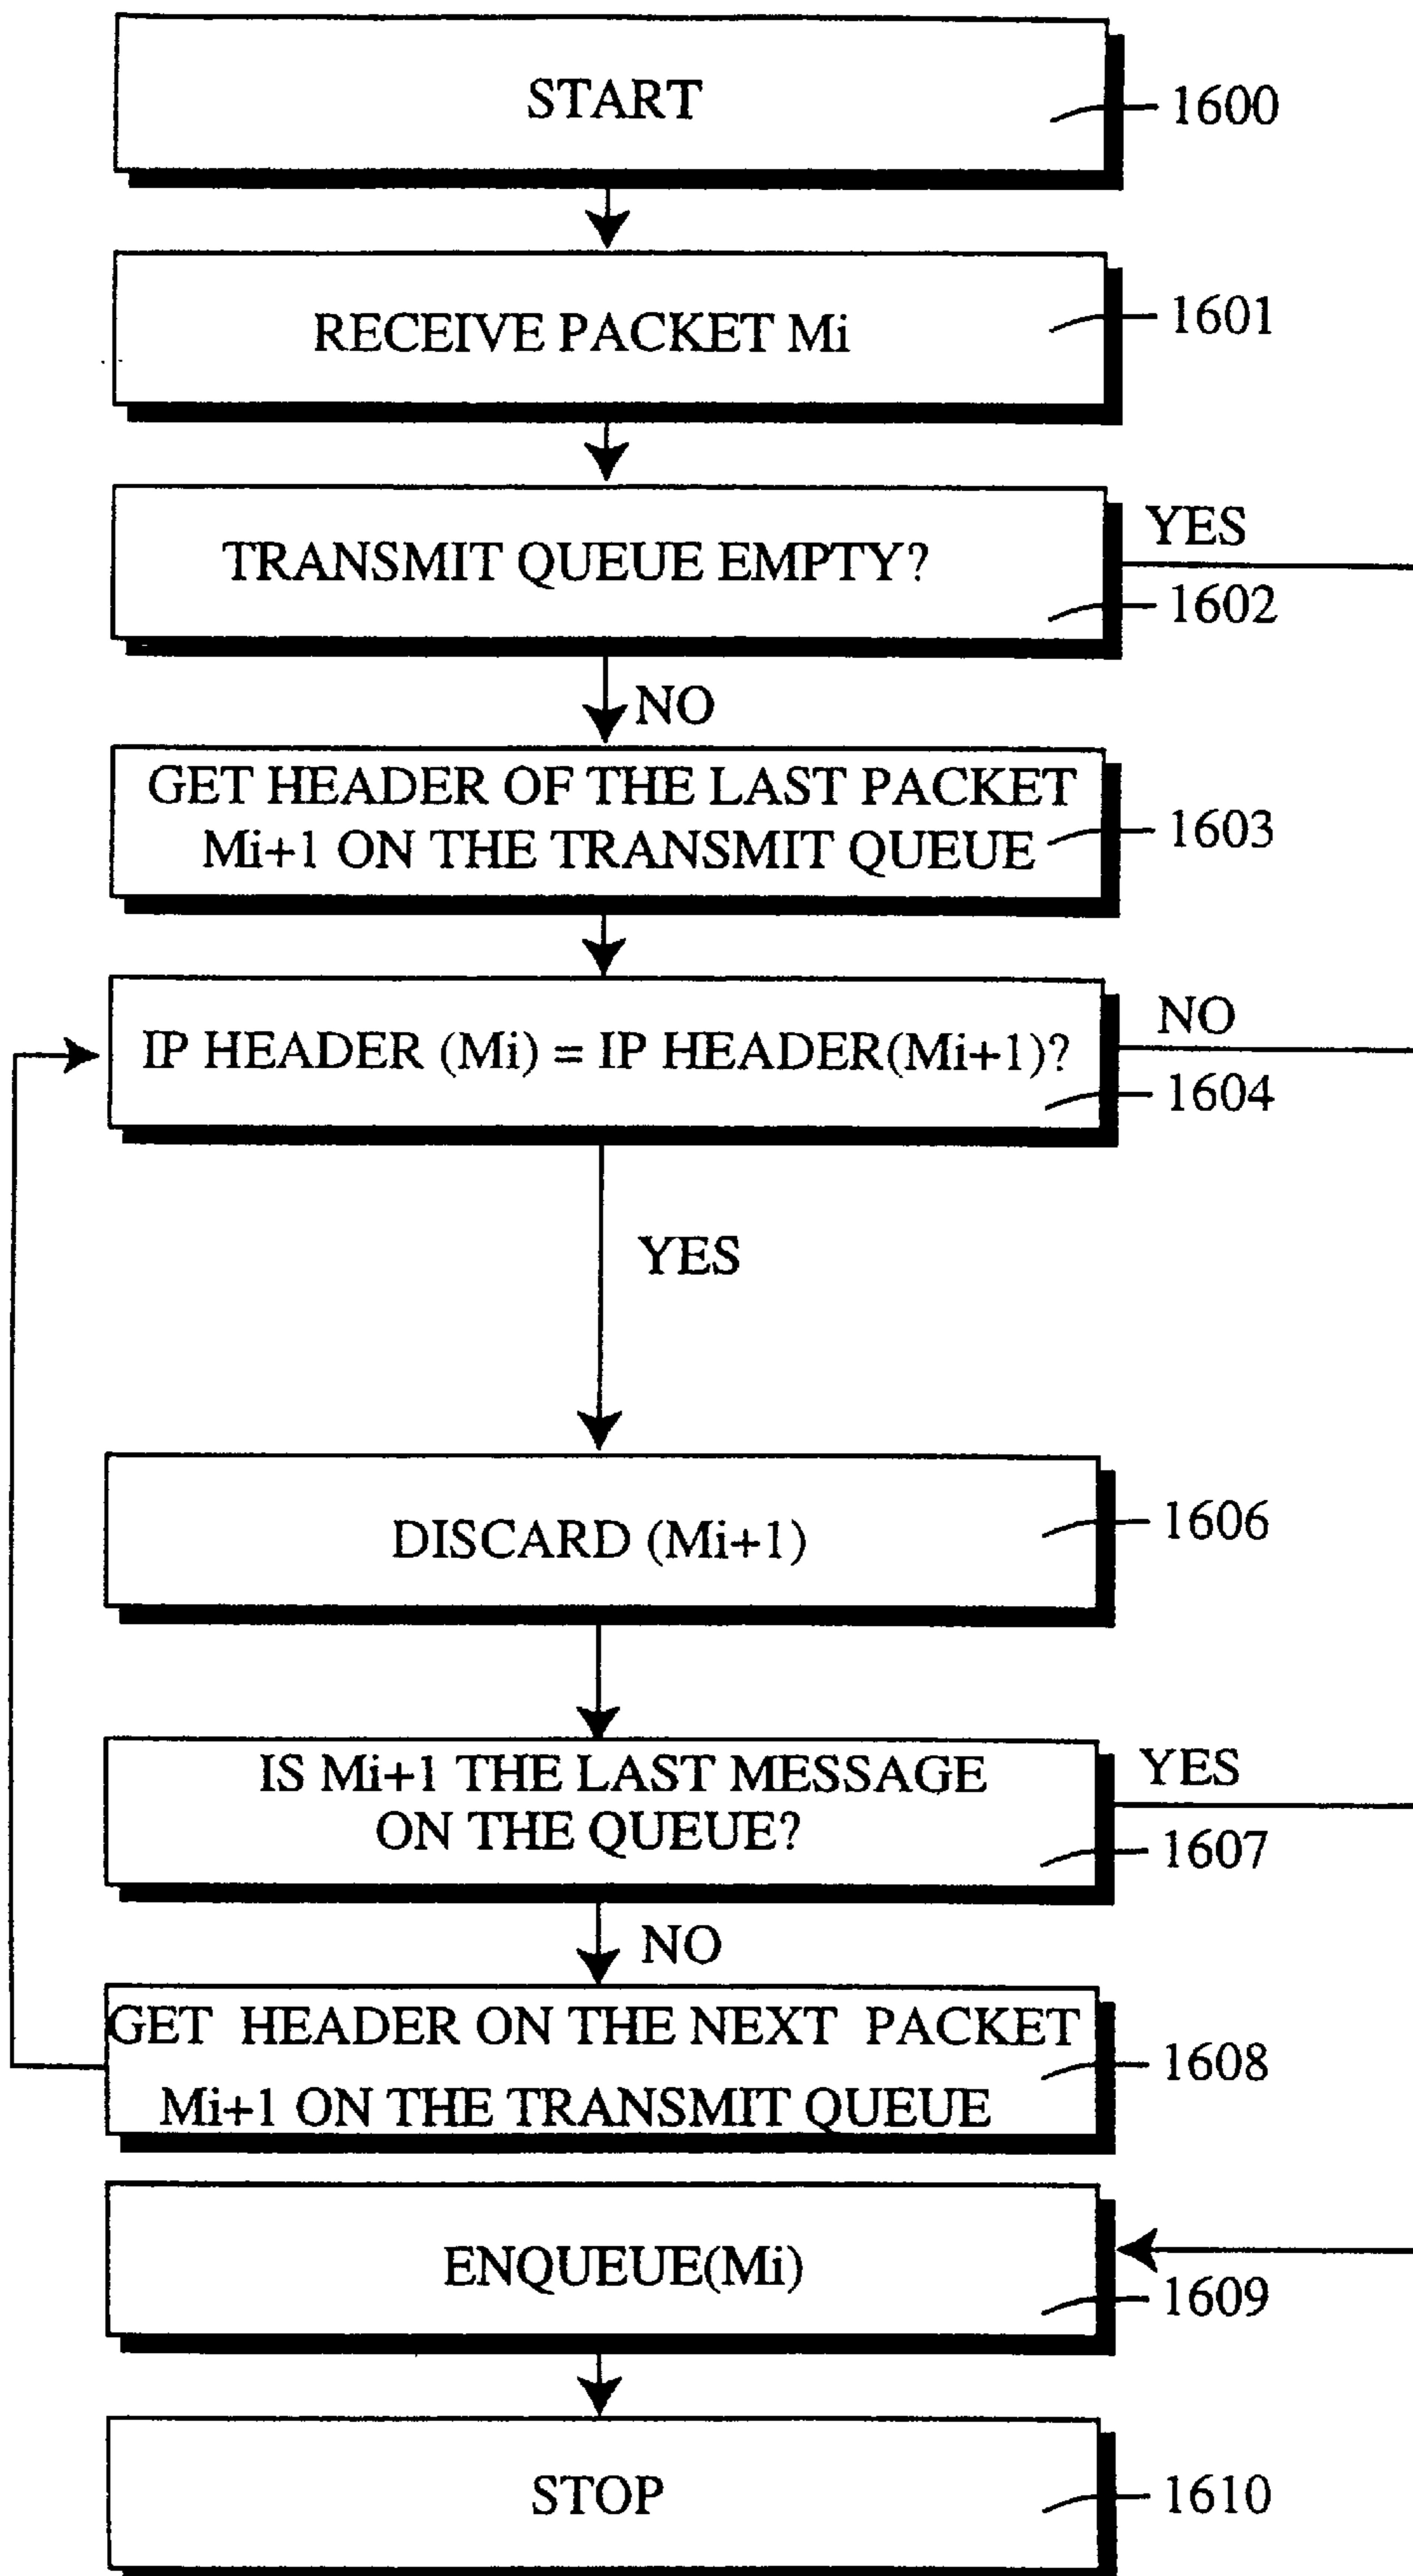 START
1600
RECEIVE PACKET Mi
1601
TRANSMIT QUEUE EMPTY?
YES
1602
NO
GET HEADER OF THE LAST PACKET
Mi+1 ON THE TRANSMIT QUEUE
1603
IP HEADER (Mi) = IP HEADER(Mi+1)?
NO
1604
YES
DISCARD (Mi+1)
1606
IS Mi+1 THE LAST MESSAGE
ON THE QUEUE?
YES
1607
NO
GET HEADER ON THE NEXT PACKET
Mi+1 ON THE TRANSMIT QUEUE
1608
ENQUEUE(Mi)
1609
STOP
1610